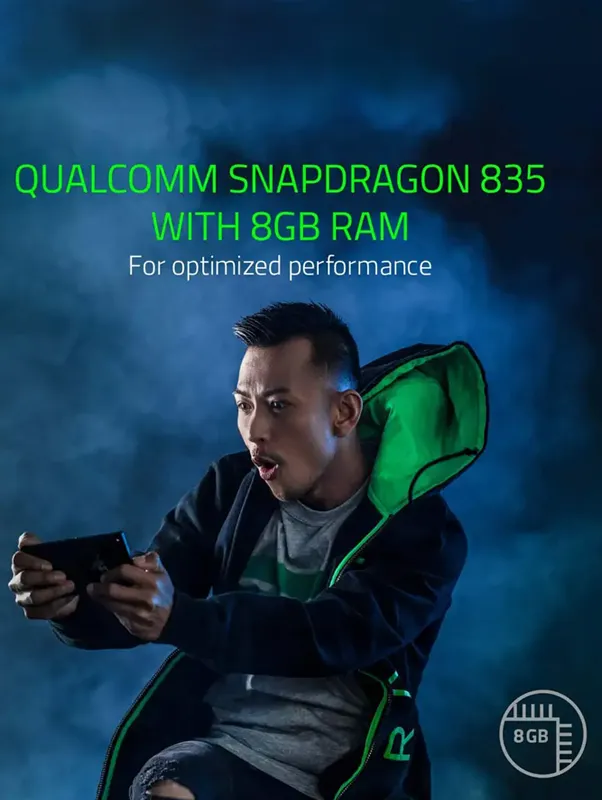 QUALCOMM SNAPDRAGON 835
WITH 8GB RAM
For optimized performance
8GB